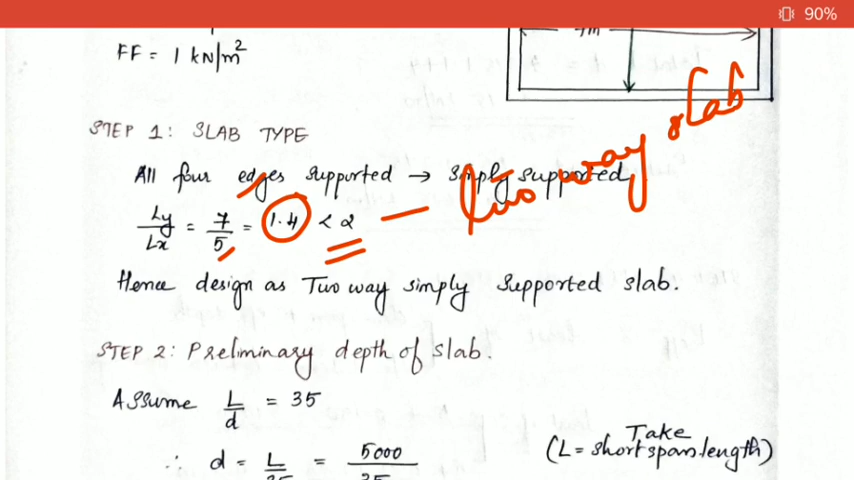 90%
FF = 1 KN/m²
7m
STEP 1: SLAB TYPE
All four edges supported → Simply supported
Ly/Lx = 7/5 = 1.4 < 2 — two way slab
Hence design as Two way simply supported slab.
STEP 2: Preliminary depth of slab.
Assume L/d = 35
∴ d = L/35 = 5000/35
Take
(L = short span length)